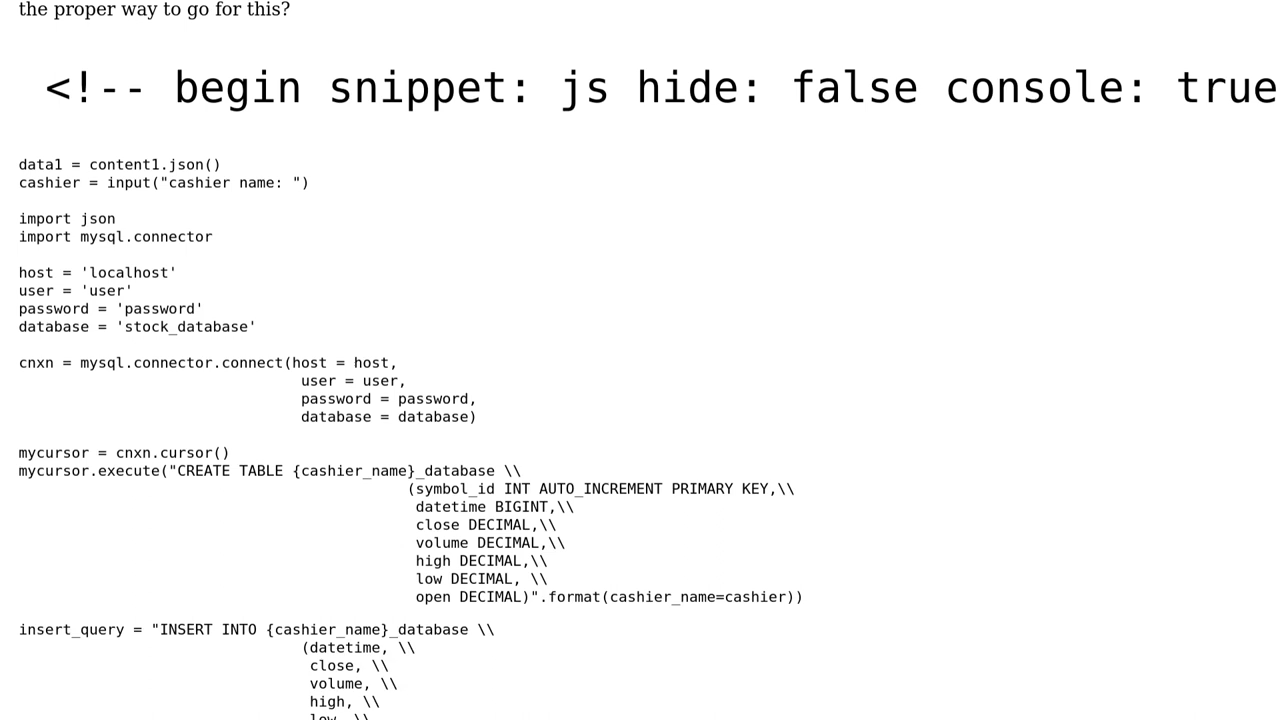 the proper way to go for this?
<!-- begin snippet: js hide: false console: true
data1 = content1.json()
cashier = input("cashier name: ")
import json
import mysql.connector
host = 'localhost'
user = 'user'
password = 'password'
database = 'stock_database'
cnxn = mysql.connector.connect(host = host,
user = user,
password = password,
database = database)
mycursor = cnxn.cursor()
mycursor.execute("CREATE TABLE {cashier_name}_database \\
(symbol_id INT AUTO_INCREMENT PRIMARY KEY,\\
datetime BIGINT,\\
close DECIMAL,\\
volume DECIMAL,\\
high DECIMAL,\\
low DECIMAL, \\
open DECIMAL)".format(cashier_name=cashier))
insert_query = "INSERT INTO {cashier_name}_database \\
(datetime, \\
close, \\
volume, \\
high, \\
low, \\